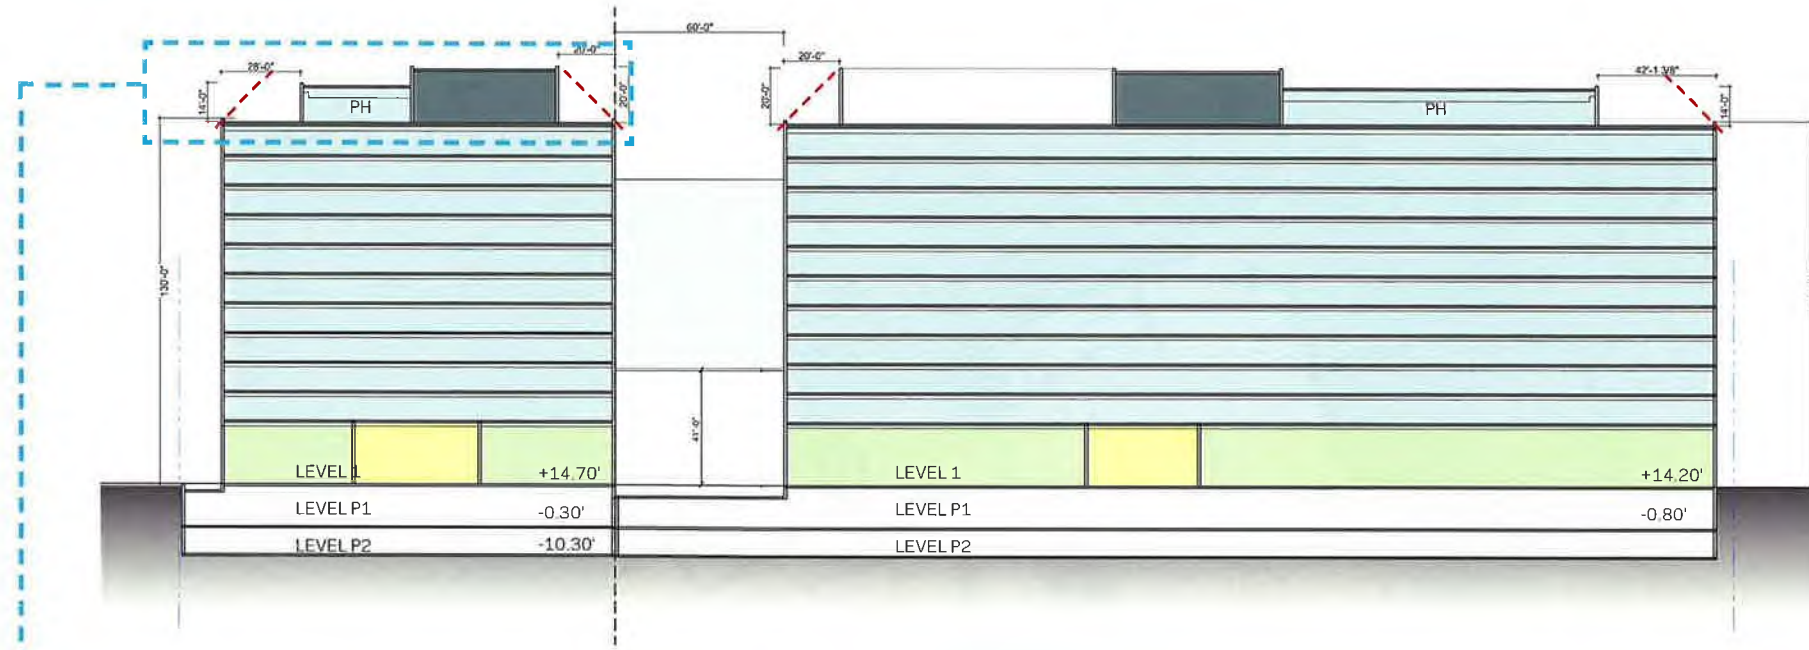 60'-0"
20'-0"
28'-0"
20'-0"
42'-1 3/8"
14'-0"
20'-0"
20'-0"
14'-0"
PH
PH
130'-0"
41'-0"
LEVEL 1
+14.70'
LEVEL 1
+14.20'
LEVEL P1
-0.30'
LEVEL P1
-0.80'
LEVEL P2
-10.30'
LEVEL P2